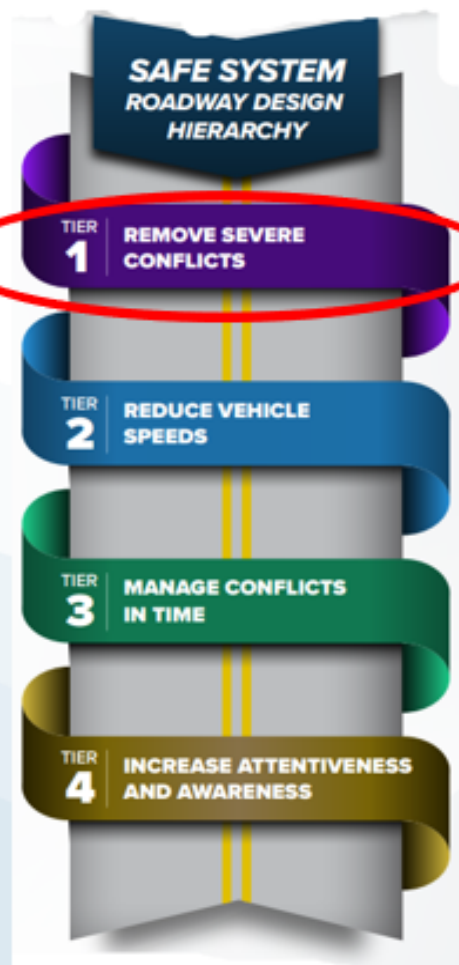 SAFE SYSTEM
ROADWAY DESIGN
HIERARCHY
TIER
1
REMOVE SEVERE
CONFLICTS
TIER
2
REDUCE VEHICLE
SPEEDS
TIER
3
MANAGE CONFLICTS
IN TIME
TIER
4
INCREASE ATTENTIVENESS
AND AWARENESS